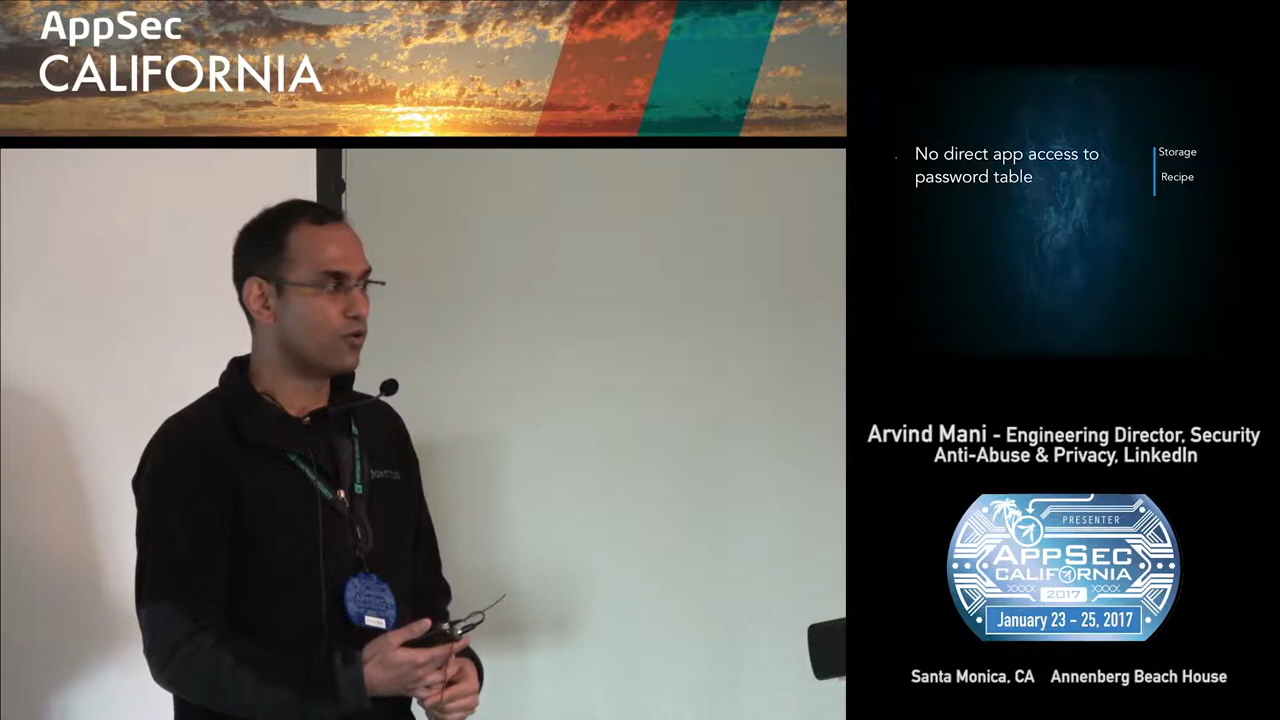 AppSec
CALIFORNIA
No direct app access to
password table
Storage
Recipe
Arvind Mani - Engineering Director, Security
Anti-Abuse & Privacy, LinkedIn
PRESENTER
APPSEC
CALIFORNIA
2017
January 23 - 25, 2017
Santa Monica, CA Annenberg Beach House